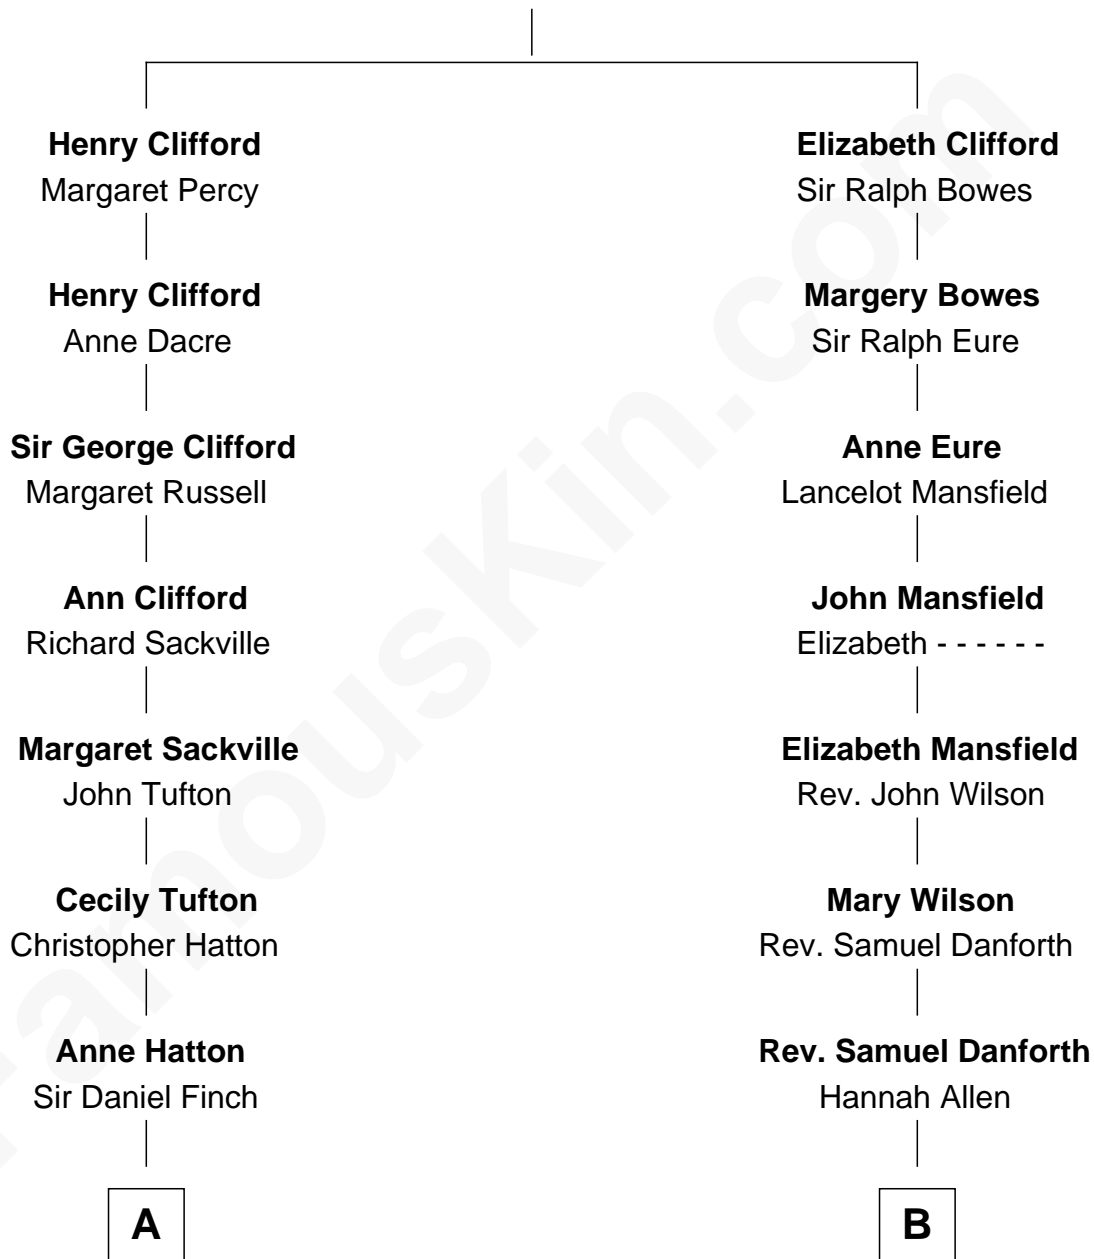 Henry Clifford
Margaret Percy
Elizabeth Clifford
Sir Ralph Bowes
Henry Clifford
Anne Dacre
Margery Bowes
Sir Ralph Eure
Sir George Clifford
Margaret Russell
Anne Eure
Lancelot Mansfield
Ann Clifford
Richard Sackville
John Mansfield
Elizabeth - - - - - -
Margaret Sackville
John Tufton
Elizabeth Mansfield
Rev. John Wilson
Cecily Tufton
Christopher Hatton
Mary Wilson
Rev. Samuel Danforth
Anne Hatton
Sir Daniel Finch
Rev. Samuel Danforth
Hannah Allen
A
B
FamousKin.com